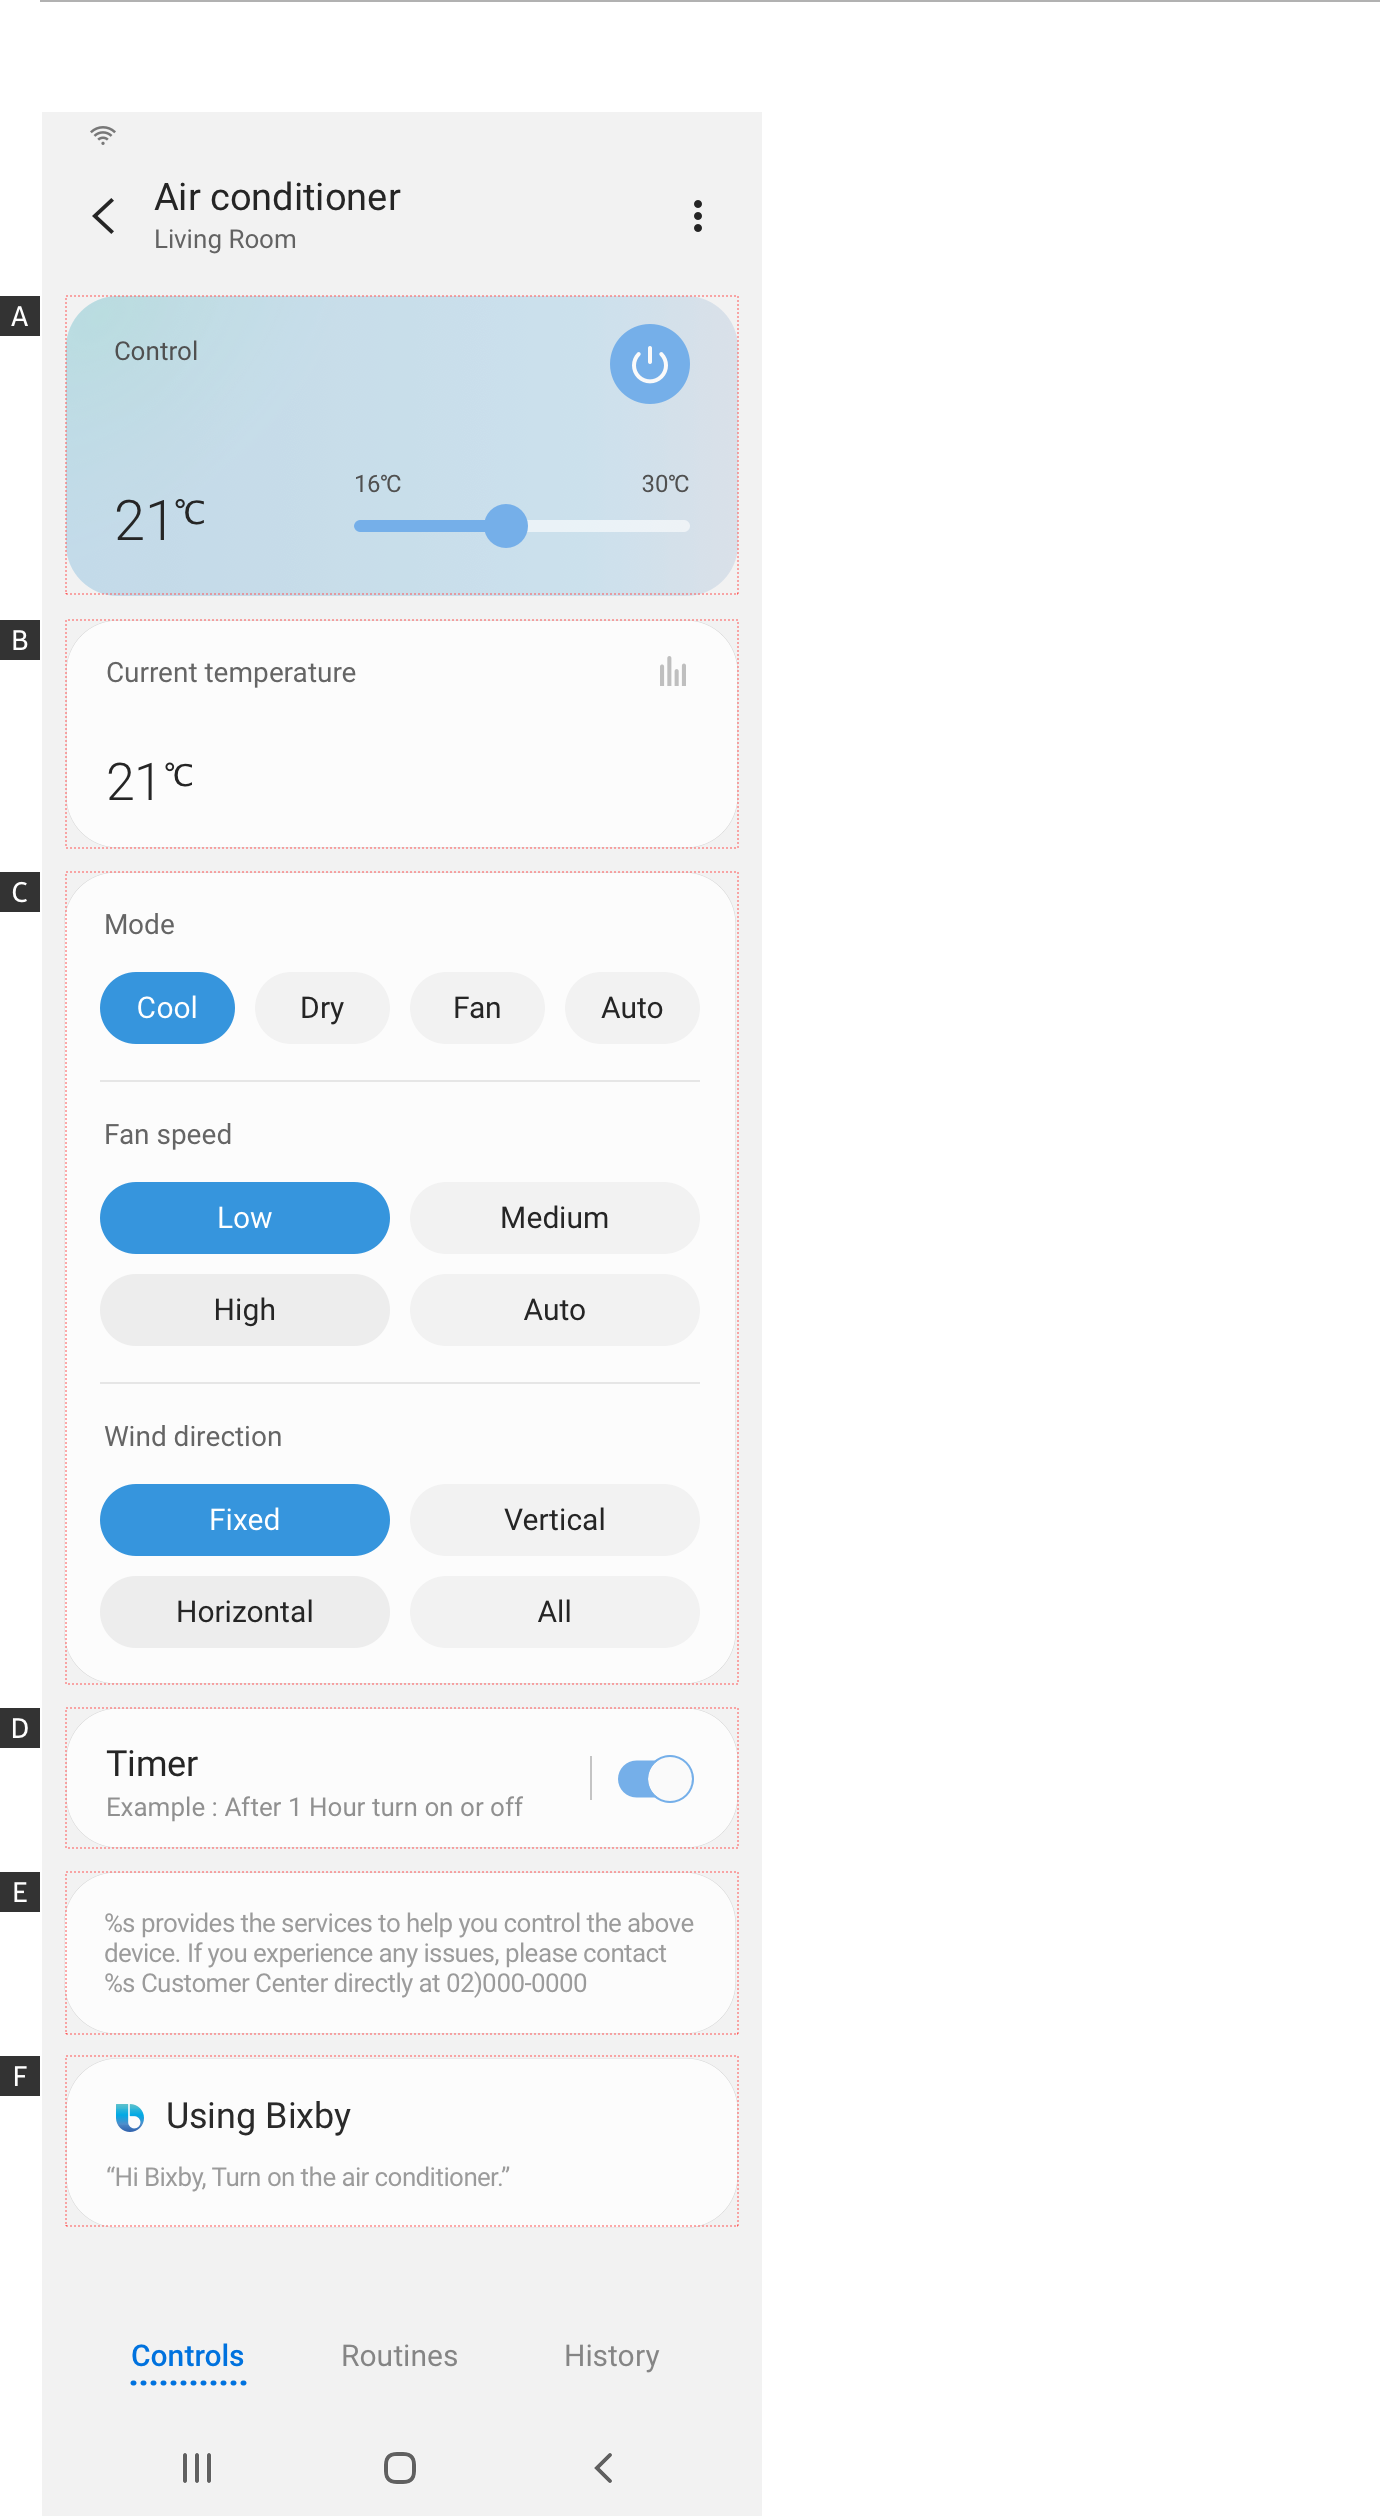 Air conditioner
Living Room
A
Control
16℃ 30℃
21℃
B
Current temperature
21℃
C
Mode
Cool Dry Fan Auto
Fan speed
Low Medium
High Auto
Wind direction
Fixed Vertical
Horizontal All
D
Timer
Example : After 1 Hour turn on or off
E
%s provides the services to help you control the above
device. If you experience any issues, please contact
%s Customer Center directly at 02)000-0000
F
Using Bixby
“Hi Bixby, Turn on the air conditioner.”
Controls Routines History